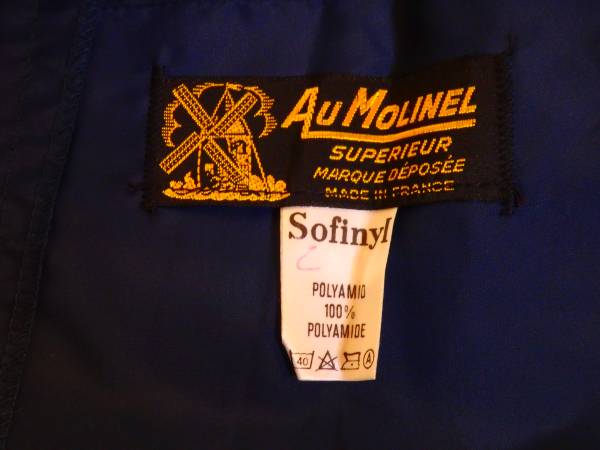 AU MOLINEL
SUPERIEUR
MARQUE DÉPOSÉE
MADE IN FRANCE
Sofinyl
POLYAMID
100%
POLYAMIDE
40
A